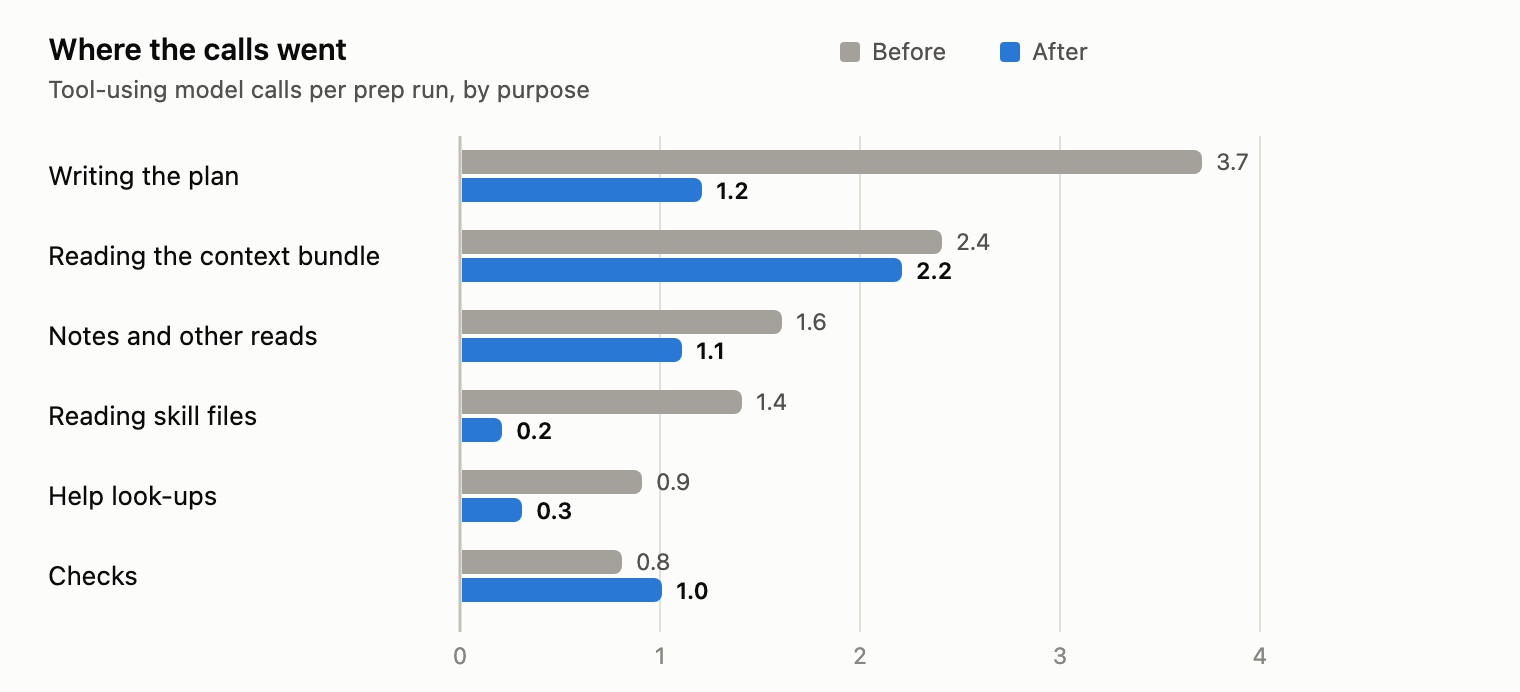 Where the calls went
Before
After
Tool-using model calls per prep run, by purpose
Writing the plan
3.7
1.2
Reading the context bundle
2.4
2.2
Notes and other reads
1.6
1.1
Reading skill files
1.4
0.2
Help look-ups
0.9
0.3
Checks
0.8
1.0
0 1 2 3 4